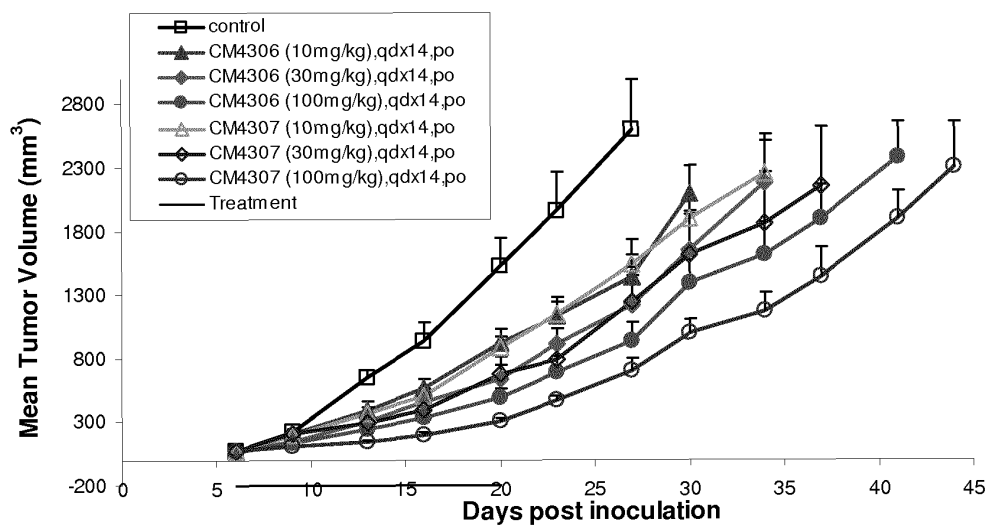 control
CM4306 (10mg/kg),qdx14,po
CM4306 (30mg/kg),qdx14,po
CM4306 (100mg/kg),qdx14,po
CM4307 (10mg/kg),qdx14,po
CM4307 (30mg/kg),qdx14,po
CM4307 (100mg/kg),qdx14,po
Treatment
Mean Tumor Volume (mm³)
2800
2300
1800
1300
800
300
-200
0 5 10 15 20 25 30 35 40 45
Days post inoculation